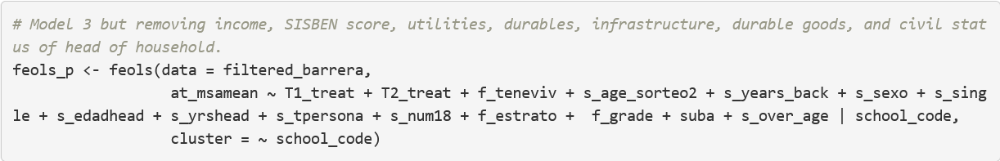 # Model 3 but removing income, SISBEN score, utilities, durables, infrastructure, durable goods, and civil stat
us of head of household.
feols_p <- feols(data = filtered_barrera,
                 at_msamean ~ T1_treat + T2_treat + f_teneviv + s_age_sorteo2 + s_years_back + s_sexo + s_sing
le + s_edadhead + s_yrshead + s_tpersona + s_num18 + f_estrato +  f_grade + suba + s_over_age | school_code,
                 cluster = ~ school_code)